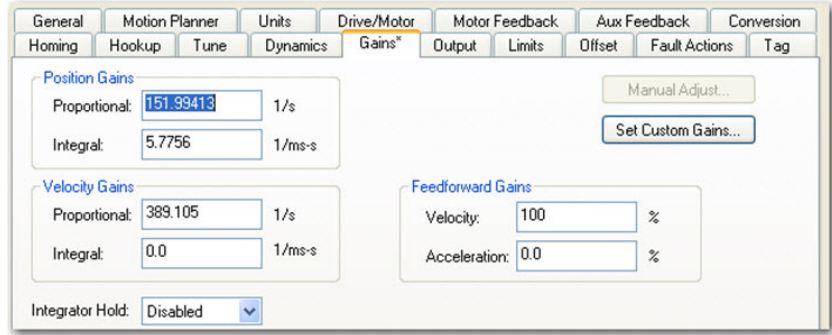 General Motion Planner Units Drive/Motor Motor Feedback Aux Feedback Conversion
Homing Hookup Tune Dynamics Gains* Output Limits Offset Fault Actions Tag
Position Gains
Proportional: 151.99413 1/s
Integral: 5.7756 1/ms-s
Manual Adjust...
Set Custom Gains...
Velocity Gains
Proportional: 389.105 1/s
Integral: 0.0 1/ms-s
Feedforward Gains
Velocity: 100 %
Acceleration: 0.0 %
Integrator Hold: Disabled